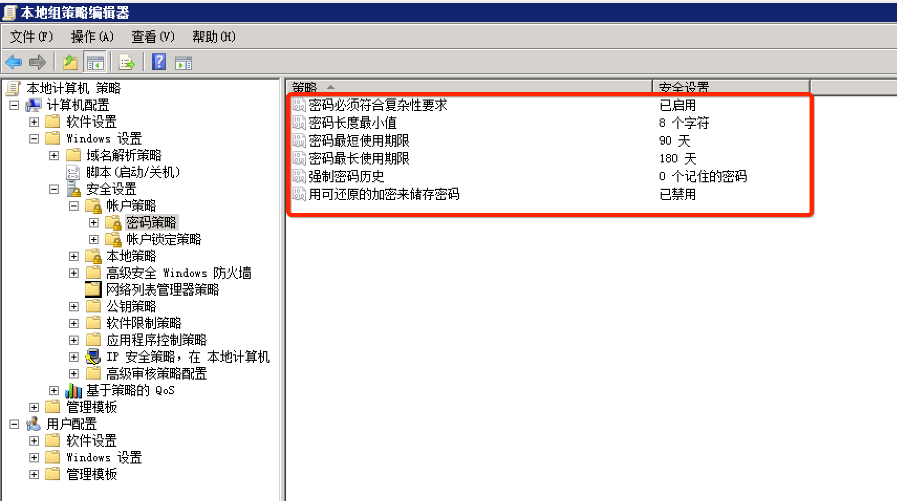 本地组策略编辑器
文件(F) 操作(A) 查看(V) 帮助(H)
本地计算机 策略
计算机配置
软件设置
Windows 设置
域名解析策略
脚本(启动/关机)
安全设置
帐户策略
密码策略
帐户锁定策略
本地策略
高级安全 Windows 防火墙
网络列表管理器策略
公钥策略
软件限制策略
应用程序控制策略
IP 安全策略，在 本地计算机
高级审核策略配置
基于策略的 QoS
管理模板
用户配置
软件设置
Windows 设置
管理模板
策略 安全设置
密码必须符合复杂性要求 已启用
密码长度最小值 8 个字符
密码最短使用期限 90 天
密码最长使用期限 180 天
强制密码历史 0 个记住的密码
用可还原的加密来储存密码 已禁用